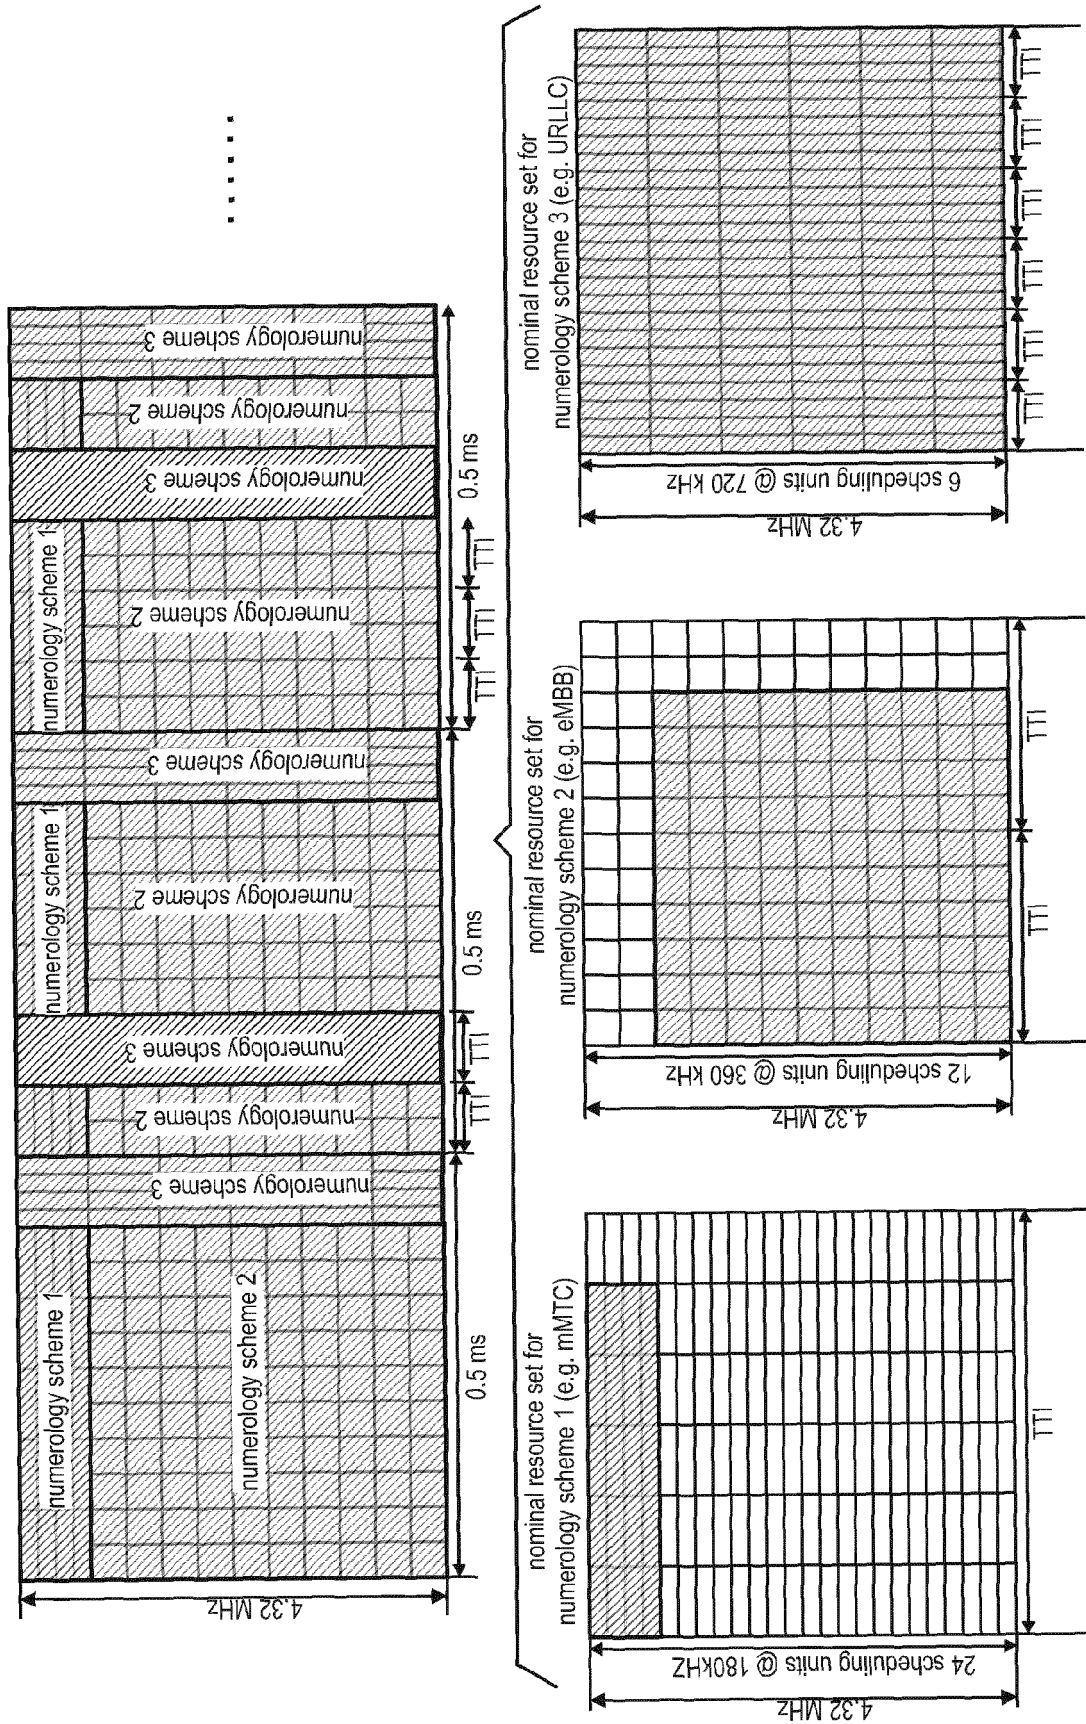 4.32 MHz
numerology scheme 1
numerology scheme 2
numerology scheme 3
numerology scheme 2
numerology scheme 3
numerology scheme 1
numerology scheme 2
numerology scheme 3
numerology scheme 1
numerology scheme 2
numerology scheme 3
numerology scheme 2
numerology scheme 3
......
0.5 ms
TTI
TTI
0.5 ms
TTI
TTI
TTI
0.5 ms
nominal resource set for
numerology scheme 1 (e.g. mMTC)
4.32 MHz
24 scheduling units @ 180kHZ
TTI
nominal resource set for
numerology scheme 2 (e.g. eMBB)
4.32 MHz
12 scheduling units @ 360 kHz
TTI
TTI
nominal resource set for
numerology scheme 3 (e.g. URLLC)
4.32 MHz
6 scheduling units @ 720 kHz
TTI
TTI
TTI
TTI
TTI
TTI